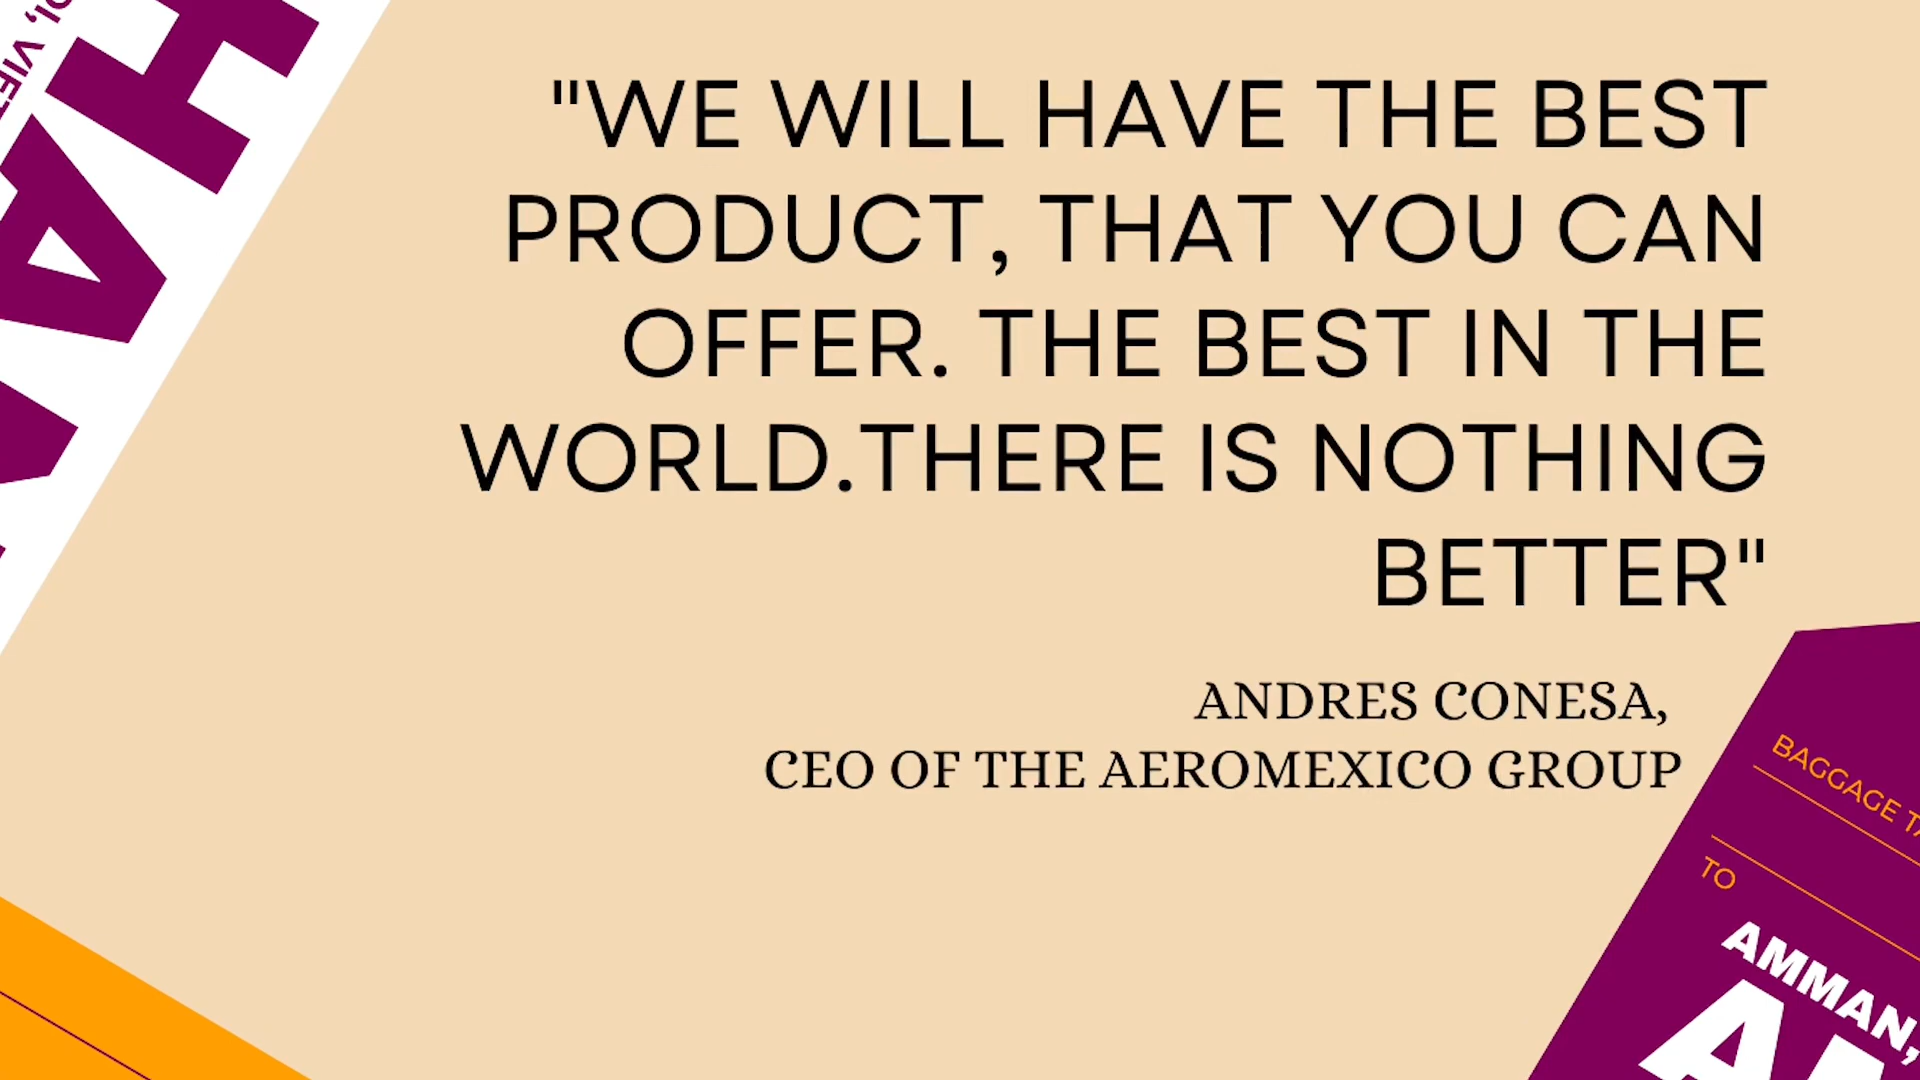 "WE WILL HAVE THE BEST
PRODUCT, THAT YOU CAN
OFFER. THE BEST IN THE
WORLD.THERE IS NOTHING
BETTER"
ANDRES CONESA,
CEO OF THE AEROMEXICO GROUP
BAGGAGE
TO
AMMAN,